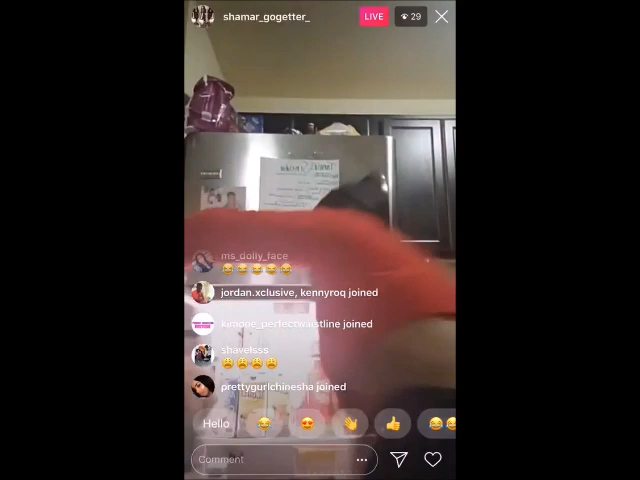 shamar_gogetter_
LIVE
29
ms_dolly_face
😂😂😂😂😂
jordan.xclusive, kennyroq joined
kimone_perfectwaistline joined
shavelsss
😩😩😩😩
prettygurlchinesha joined
Hello 😂 😍 👋 👍 😂😂
Comment